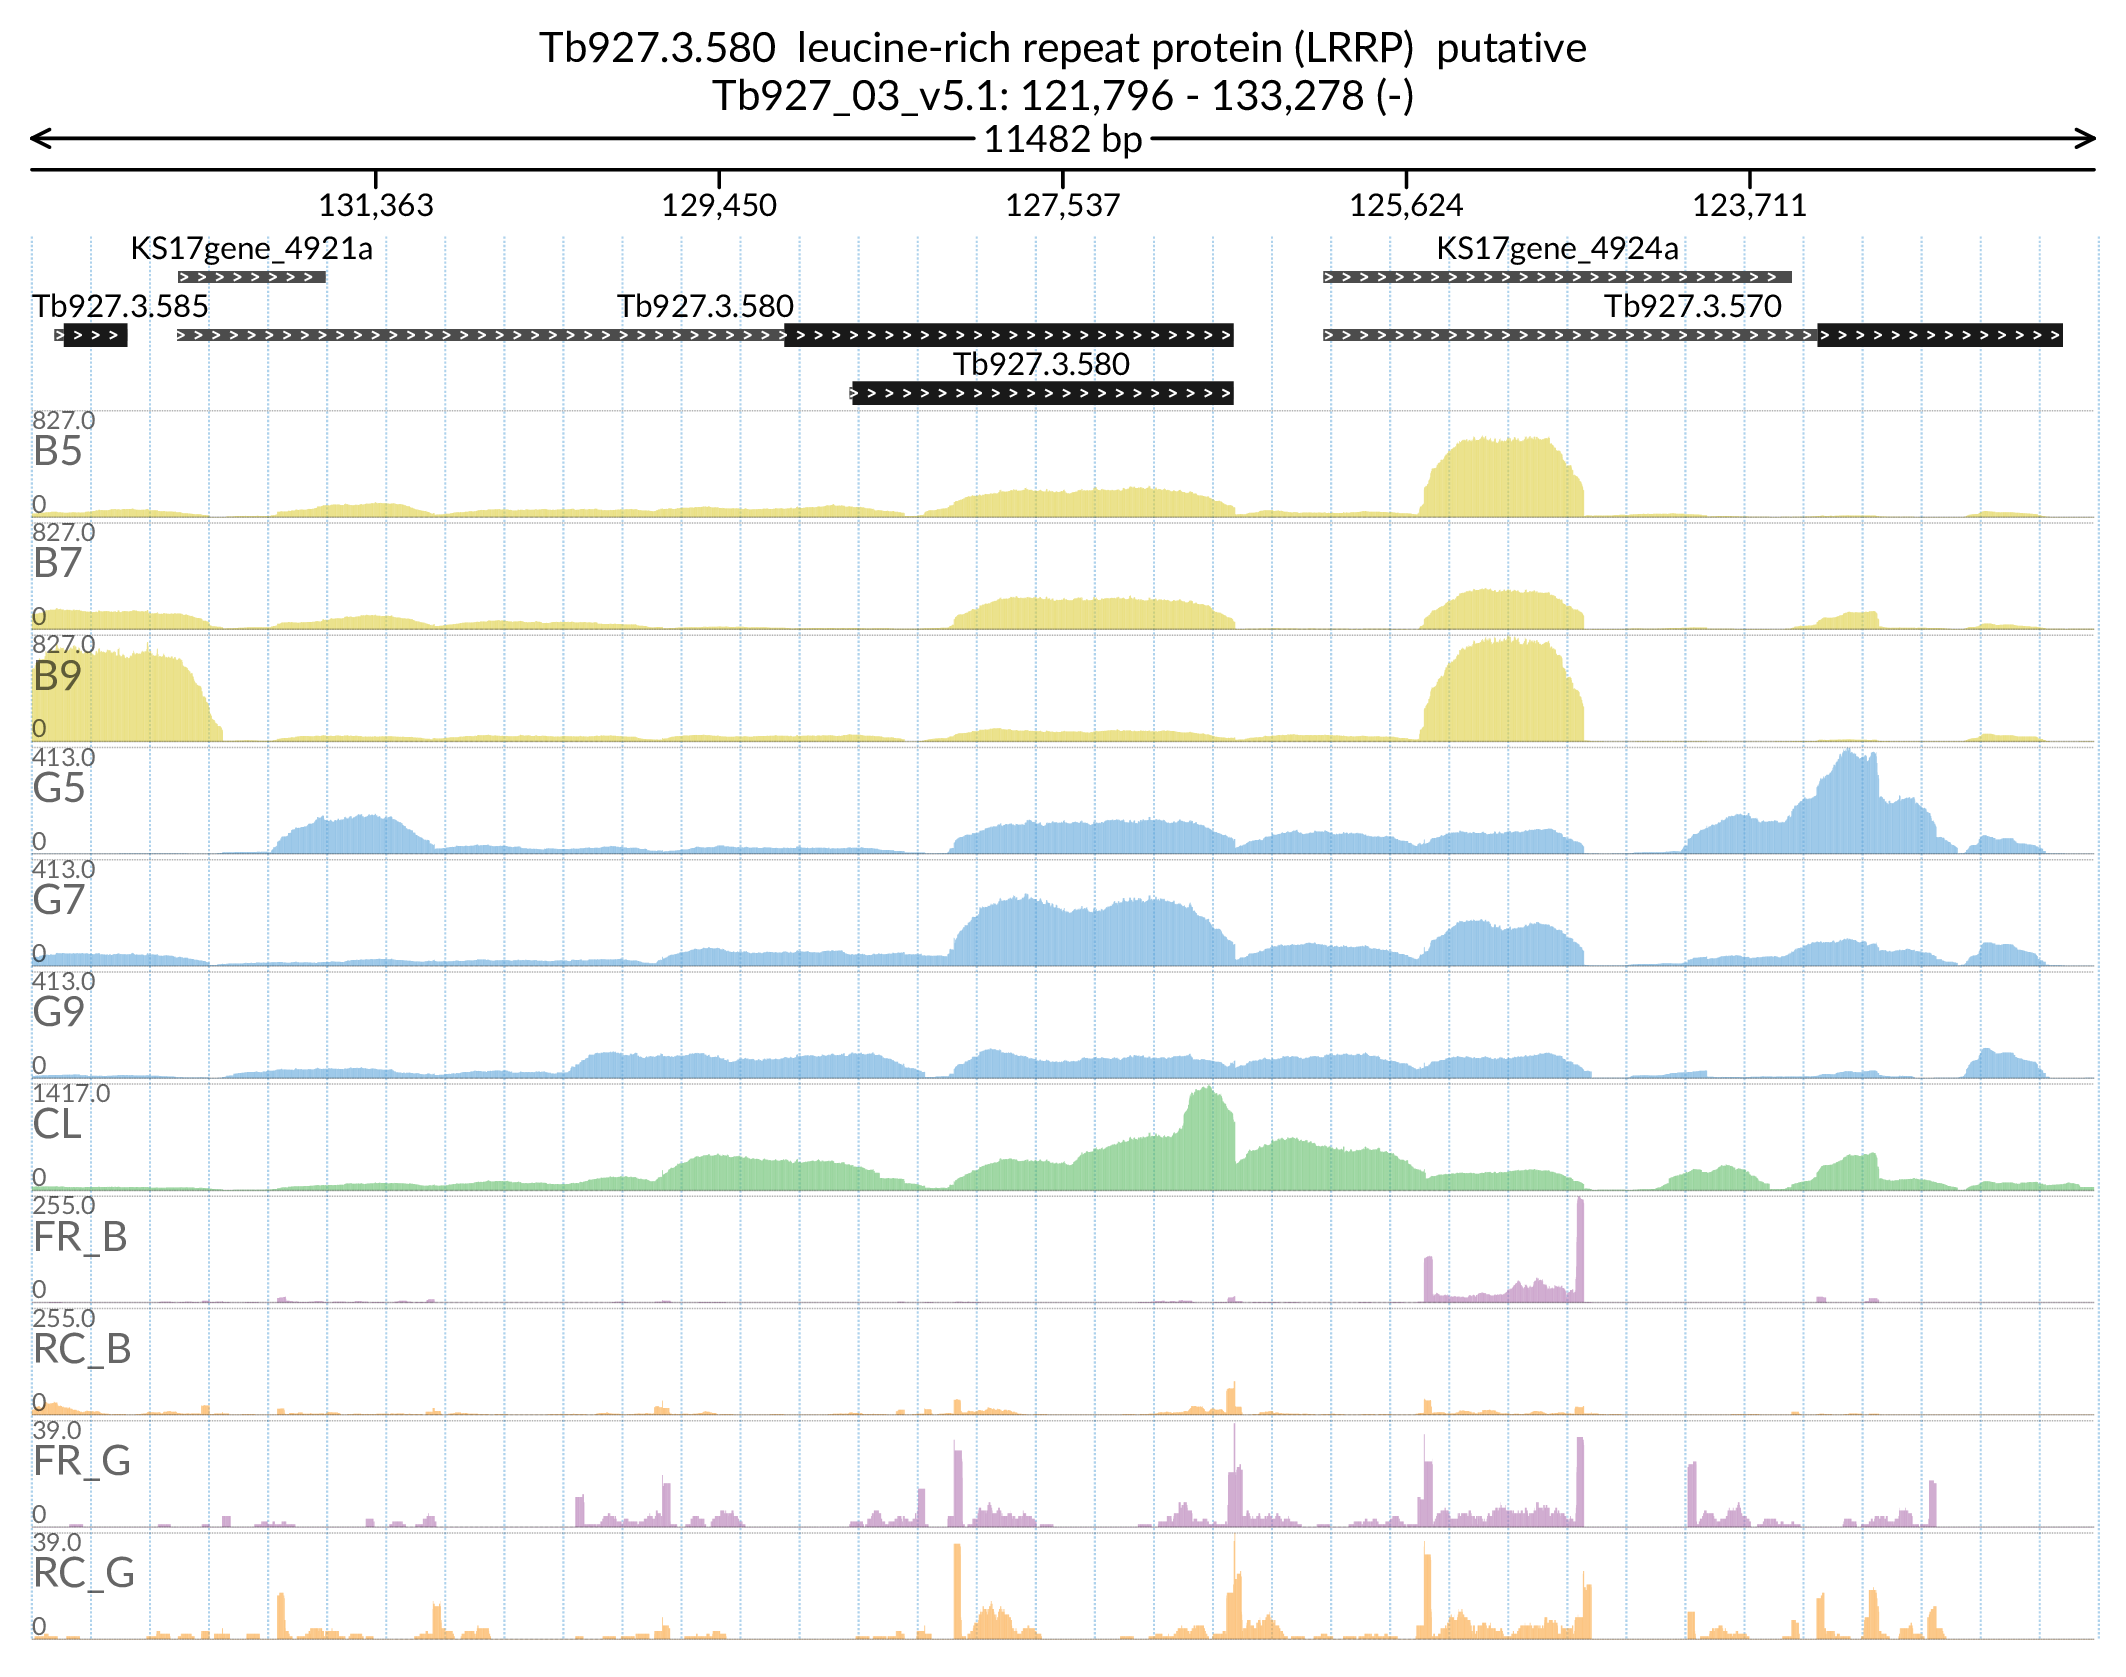 Tb927.3.580  leucine-rich repeat protein (LRRP)  putative
Tb927_03_v5.1: 121,796 - 133,278 (-)
11482 bp
131,363 129,450 127,537 125,624 123,711
KS17gene_4921a KS17gene_4924a
Tb927.3.585 Tb927.3.580 Tb927.3.570
Tb927.3.580
827.0
B5
0
827.0
B7
0
827.0
B9
0
413.0
G5
0
413.0
G7
0
413.0
G9
0
1417.0
CL
0
255.0
FR_B
0
255.0
RC_B
0
39.0
FR_G
0
39.0
RC_G
0